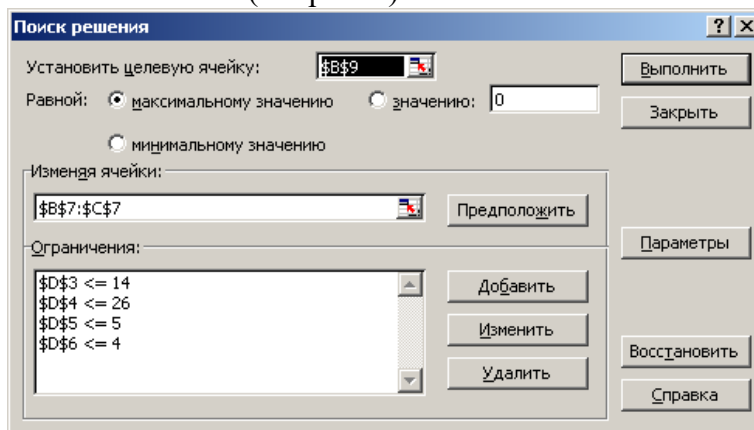 Поиск решения
Установить целевую ячейку: $B$9
Равной: максимальному значению значению: 0
минимальному значению
Изменяя ячейки:
$B$7:$C$7
Предположить
Ограничения:
$D$3 <= 14
$D$4 <= 26
$D$5 <= 5
$D$6 <= 4
Добавить
Изменить
Удалить
Выполнить
Закрыть
Параметры
Восстановить
Справка